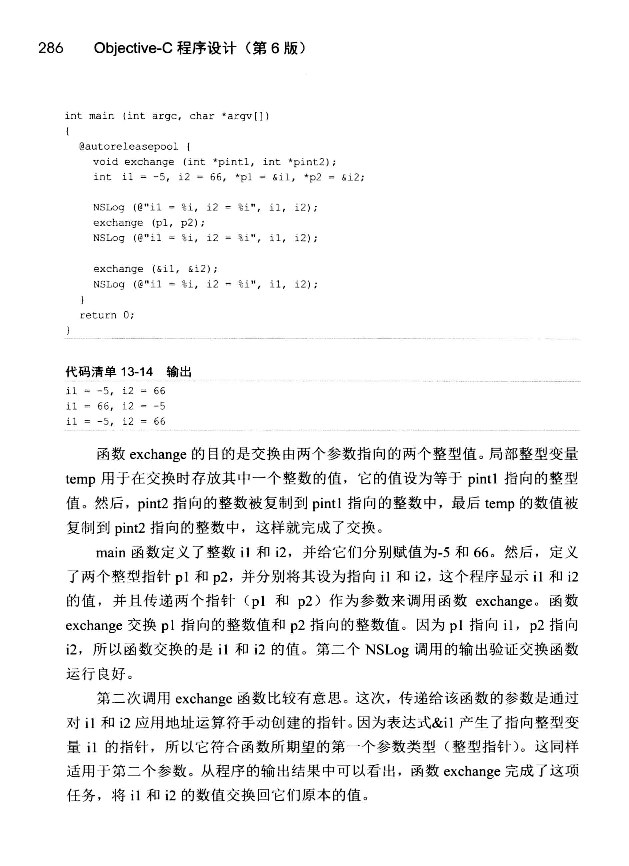 286 Objective-C 程序设计（第 6 版）
int main (int argc, char *argv[])
{
@autoreleasepool {
void exchange (int *pint1, int *pint2);
int i1 = -5, i2 = 66, *p1 = &i1, *p2 = &i2;
NSLog (@"i1 = %i, i2 = %i", i1, i2);
exchange (p1, p2);
NSLog (@"i1 = %i, i2 = %i", i1, i2);
exchange (&i1, &i2);
NSLog (@"i1 = %i, i2 = %i", i1, i2);
}
return 0;
}
代码清单 13-14 输出
i1 = -5, i2 = 66
i1 = 66, i2 = -5
i1 = -5, i2 = 66
函数 exchange 的目的是交换由两个参数指向的两个整型值。局部整型变量
temp 用于在交换时存放其中一个整数的值，它的值设为等于 pint1 指向的整型
值。然后，pint2 指向的整数被复制到 pint1 指向的整数中，最后 temp 的数值被
复制到 pint2 指向的整数中，这样就完成了交换。
main 函数定义了整数 i1 和 i2，并给它们分别赋值为-5 和 66。然后，定义
了两个整型指针 p1 和 p2，并分别将其设为指向 i1 和 i2，这个程序显示 i1 和 i2
的值，并且传递两个指针（p1 和 p2）作为参数来调用函数 exchange。函数
exchange 交换 p1 指向的整数值和 p2 指向的整数值。因为 p1 指向 i1，p2 指向
i2，所以函数交换的是 i1 和 i2 的值。第二个 NSLog 调用的输出验证交换函数
运行良好。
第二次调用 exchange 函数比较有意思。这次，传递给该函数的参数是通过
对 i1 和 i2 应用地址运算符手动创建的指针。因为表达式&i1 产生了指向整型变
量 i1 的指针，所以它符合函数所期望的第一个参数类型（整型指针）。这同样
适用于第二个参数。从程序的输出结果中可以看出，函数 exchange 完成了这项
任务，将 i1 和 i2 的数值交换回它们原本的值。